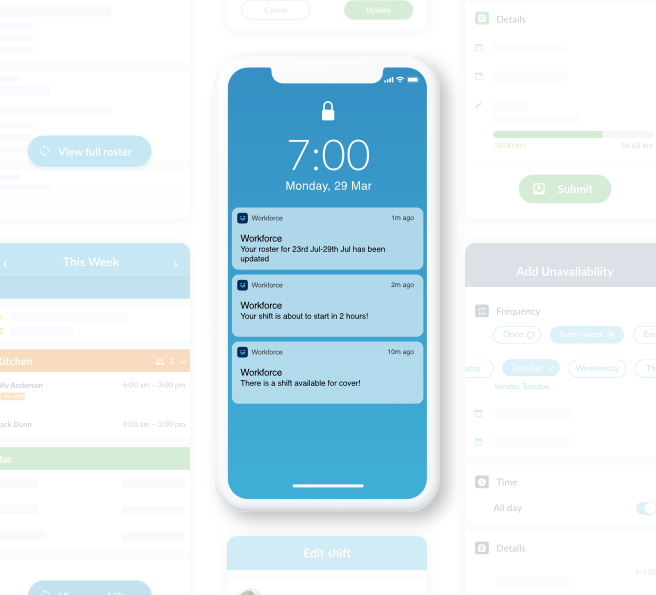 Cancel
Update
Details
38.00 hrs
56.63 hrs
View full roster
Submit
7:00
Monday, 29 Mar
Workforce
1m ago
Workforce
Your roster for 23rd Jul-29th Jul has been
updated
Workforce
2m ago
Workforce
Your shift is about to start in 2 hours!
Workforce
10m ago
Workforce
There is a shift available for cover!
This Week
Kitchen
2
lly Anderson
6:00 am – 3:00 pm
ack Dunn
8:00 am – 3:00 pm
Add Unavailability
Frequency
Once
Every week
Eve
day
Tuesday
Wednesday
Th
Sunday, Tuesday,
Time
All day
Details
Edit shift